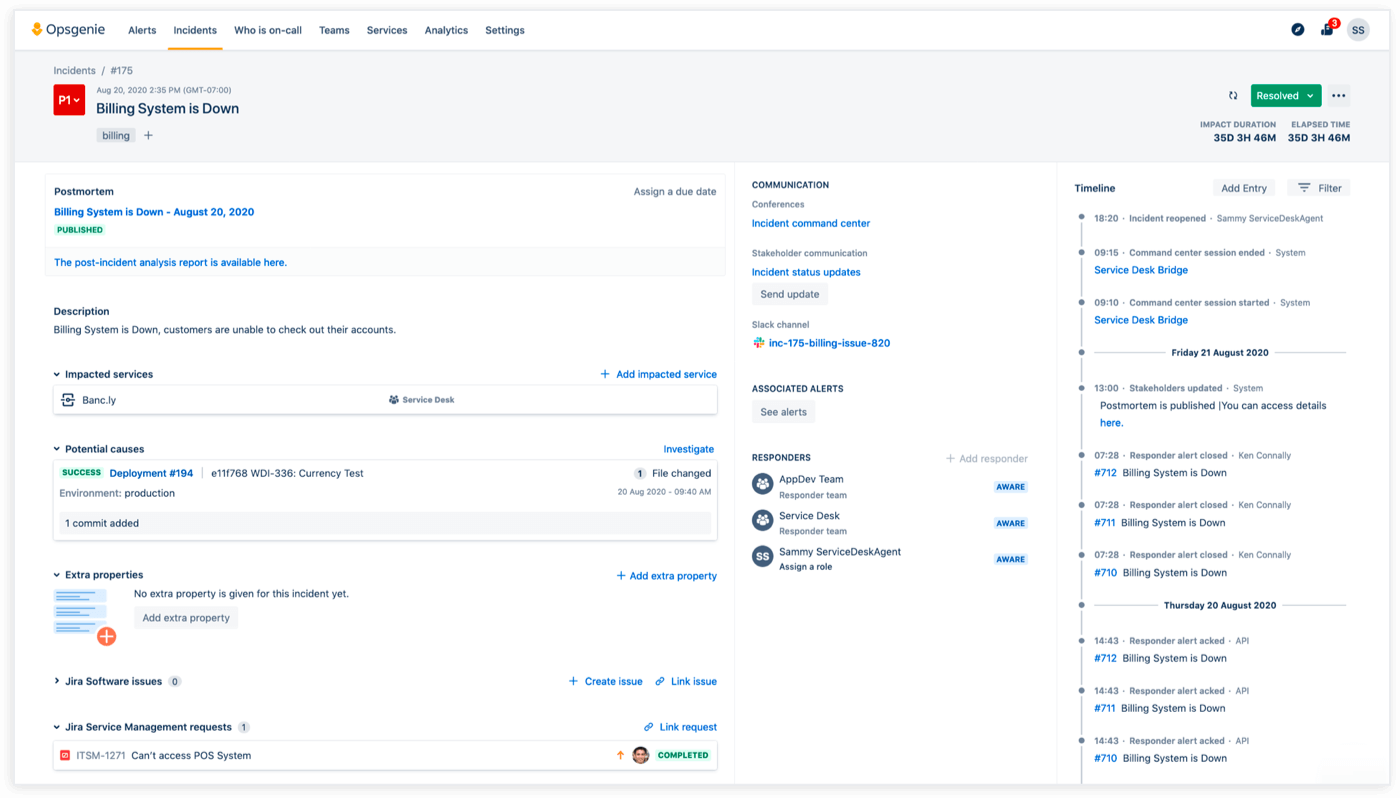 Opsgenie Alerts Incidents Who is on-call Teams Services Analytics Settings 3 SS
Incidents / #175
P1 Aug 20, 2020 2:35 PM (GMT-07:00)
Billing System is Down
billing +
Resolved
IMPACT DURATION ELAPSED TIME
35D 3H 46M 35D 3H 46M
Postmortem Assign a due date
Billing System is Down - August 20, 2020
PUBLISHED
The post-incident analysis report is available here.
Description
Billing System is Down, customers are unable to check out their accounts.
Impacted services + Add impacted service
Banc.ly Service Desk
Potential causes Investigate
SUCCESS Deployment #194 | e11f768 WDI-336: Currency Test 1 File changed
Environment: production 20 Aug 2020 - 09:40 AM
1 commit added
Extra properties + Add extra property
No extra property is given for this incident yet.
Add extra property
Jira Software issues 0 + Create issue Link issue
Jira Service Management requests 1 Link request
ITSM-1271 Can't access POS System COMPLETED
COMMUNICATION
Conferences
Incident command center
Stakeholder communication
Incident status updates
Send update
Slack channel
inc-175-billing-issue-820
ASSOCIATED ALERTS
See alerts
RESPONDERS + Add responder
AppDev Team
Responder team AWARE
Service Desk
Responder team AWARE
SS Sammy ServiceDeskAgent
Assign a role AWARE
Timeline Add Entry Filter
18:20 · Incident reopened · Sammy ServiceDeskAgent
09:15 · Command center session ended · System
Service Desk Bridge
09:10 · Command center session started · System
Service Desk Bridge
Friday 21 August 2020
13:00 · Stakeholders updated · System
Postmortem is published |You can access details
here.
07:28 · Responder alert closed · Ken Connally
#712 Billing System is Down
07:28 · Responder alert closed · Ken Connally
#711 Billing System is Down
07:28 · Responder alert closed · Ken Connally
#710 Billing System is Down
Thursday 20 August 2020
14:43 · Responder alert acked · API
#712 Billing System is Down
14:43 · Responder alert acked · API
#711 Billing System is Down
14:43 · Responder alert acked · API
#710 Billing System is Down